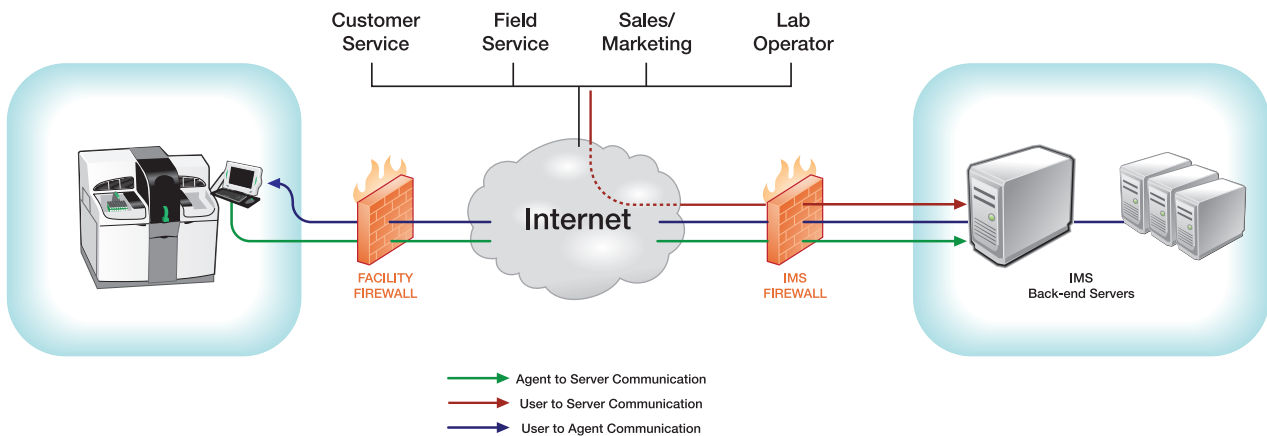 Customer
Service
Field
Service
Sales/
Marketing
Lab
Operator
Internet
FACILITY
FIREWALL
IMS
FIREWALL
IMS
Back-end Servers
Agent to Server Communication
User to Server Communication
User to Agent Communication